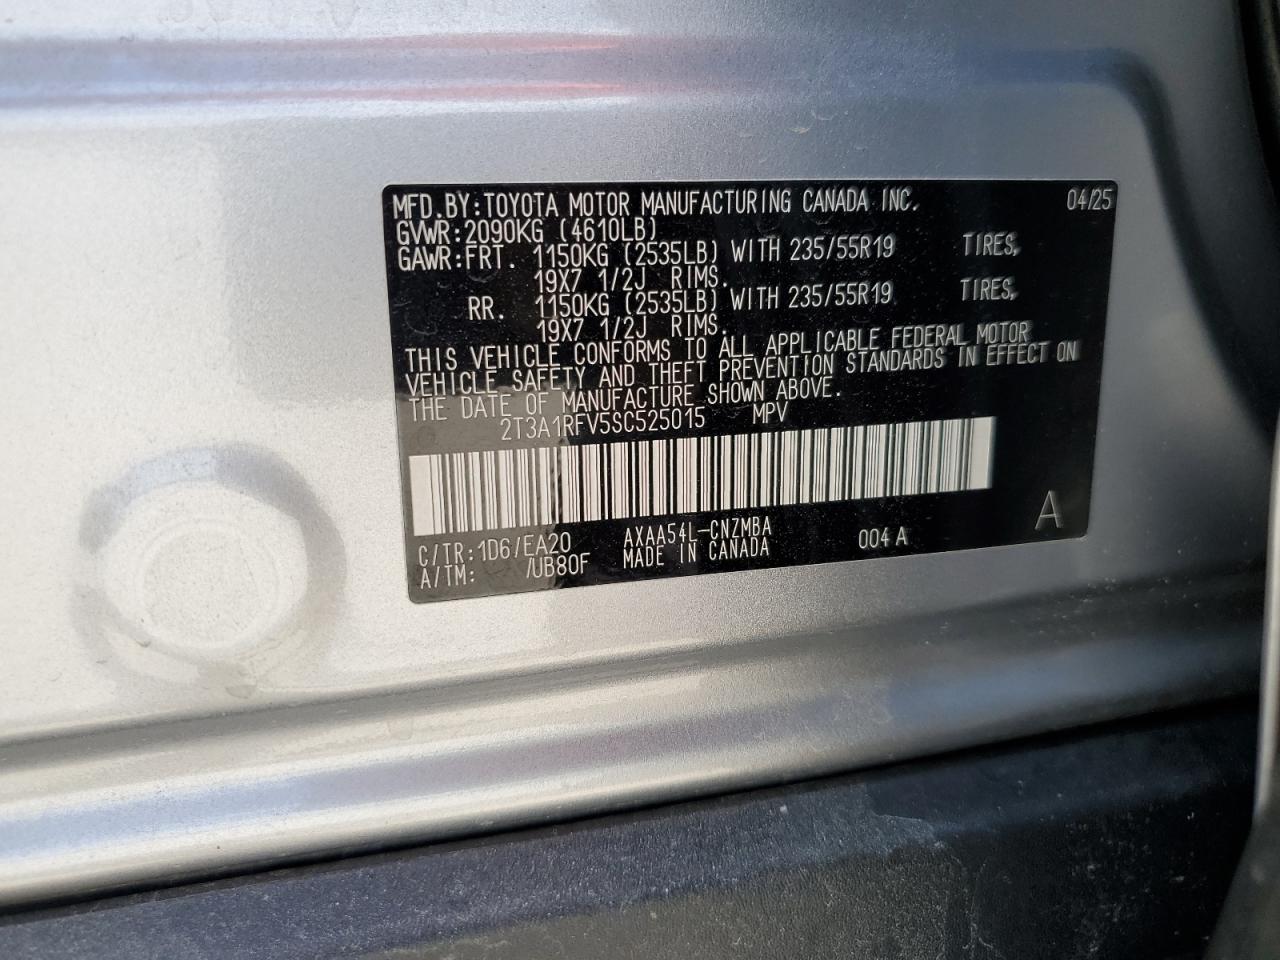 MFD.BY:TOYOTA MOTOR MANUFACTURING CANADA INC. 04/25
GVWR:2090KG (4610LB)
GAWR:FRT. 1150KG (2535LB) WITH 235/55R19 TIRES,
19X7 1/2J RIMS.
RR. 1150KG (2535LB) WITH 235/55R19 TIRES,
19X7 1/2J RIMS.
THIS VEHICLE CONFORMS TO ALL APPLICABLE FEDERAL MOTOR
VEHICLE SAFETY AND THEFT PREVENTION STANDARDS IN EFFECT ON
THE DATE OF MANUFACTURE SHOWN ABOVE.
2T3A1RFV5SC525015 MPV
A
C/TR:1D6/EA20 AXAA54L-CNZMBA 004 A
A/TM: /UB80F MADE IN CANADA